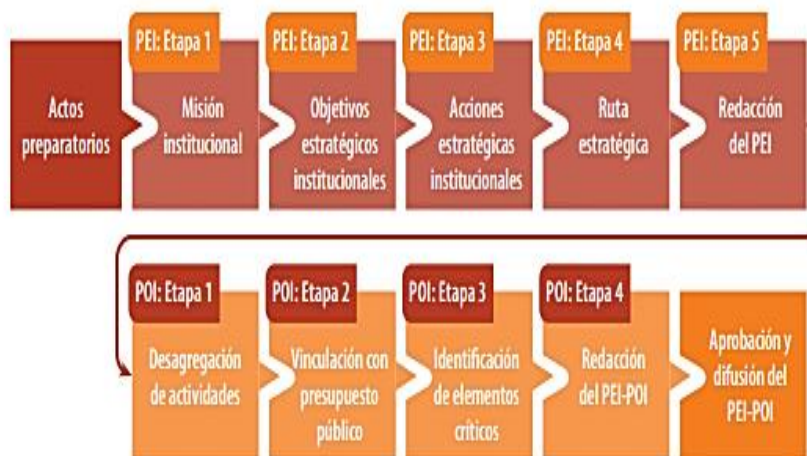 PEI: Etapa 1
PEI: Etapa 2
PEI: Etapa 3
PEI: Etapa 4
PEI: Etapa 5
Actos
preparatorios
Misión
institucional
Objetivos
estratégicos
institucionales
Acciones
estratégicas
institucionales
Ruta
estratégica
Redacción
del PEI
POI: Etapa 1
POI: Etapa 2
POI: Etapa 3
POI: Etapa 4
Desagregación
de actividades
Vinculación con
presupuesto
público
Identificación
de elementos
críticos
Redacción
del PEI-POI
Aprobación y
difusión del
PEI-POI